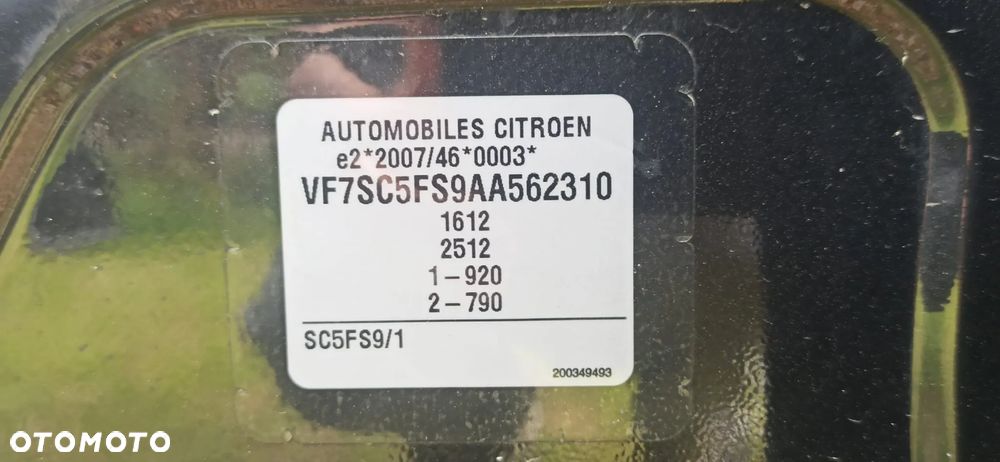 AUTOMOBILES CITROEN
e2*2007/46*0003*
VF7SC5FS9AA562310
1612
2512
1-920
2-790
SC5FS9/1
200349493
OTOMOTO